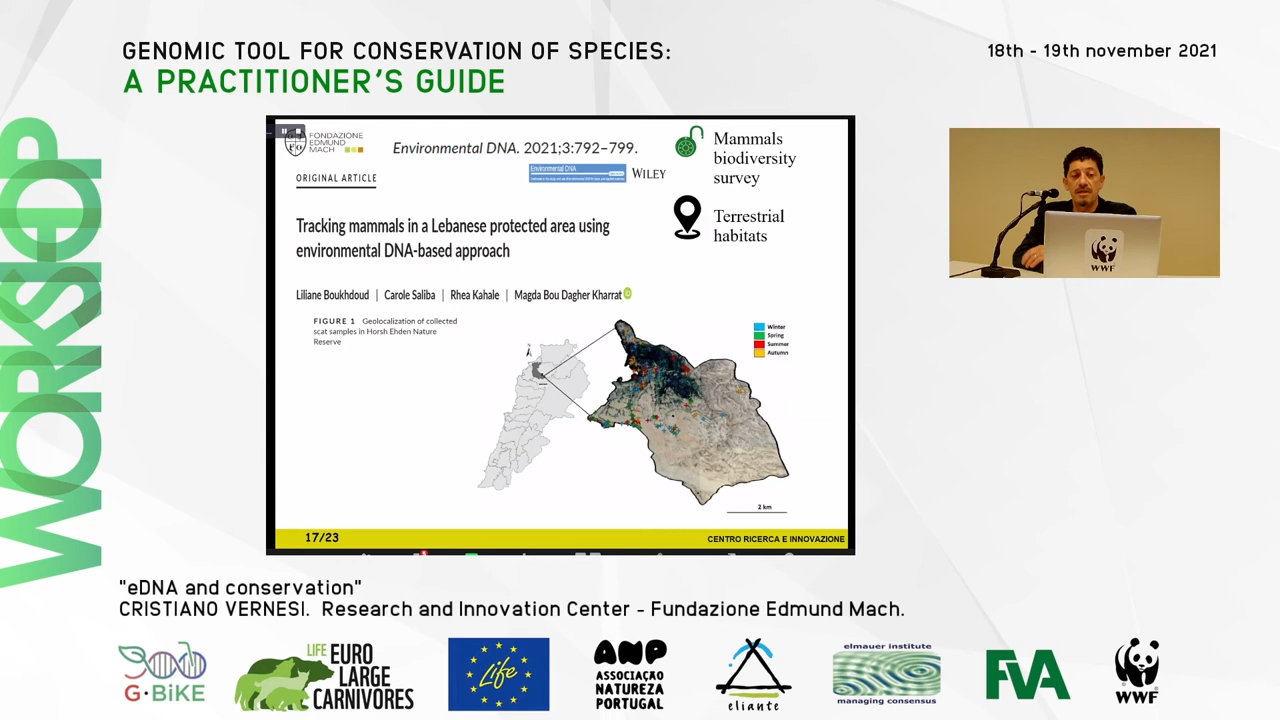 GENOMIC TOOL FOR CONSERVATION OF SPECIES:
A PRACTITIONER'S GUIDE
18th - 19th november 2021
WORKSHOP
FONDAZIONE
EDMUND
MACH
Environmental DNA. 2021;3:792–799.
Environmental DNA
WILEY
ORIGINAL ARTICLE
Mammals
biodiversity
survey
Terrestrial
habitats
Tracking mammals in a Lebanese protected area using
environmental DNA-based approach
Liliane Boukhdoud | Carole Saliba | Rhea Kahale | Magda Bou Dagher Kharrat iD
FIGURE 1 Geolocalization of collected
scat samples in Horsh Ehden Nature
Reserve
Winter
Spring
Summer
Autumn
N
2 km
17/23
CENTRO RICERCA E INNOVAZIONE
WWF
"eDNA and conservation"
CRISTIANO VERNESI. Research and Innovation Center - Fundazione Edmund Mach.
G·BiKE
LIFE EURO
LARGE
CARNIVORES
Life
ANP
ASSOCIAÇÃO
NATUREZA
PORTUGAL
eliante
elmauer institute
managing consensus
FVA
WWF